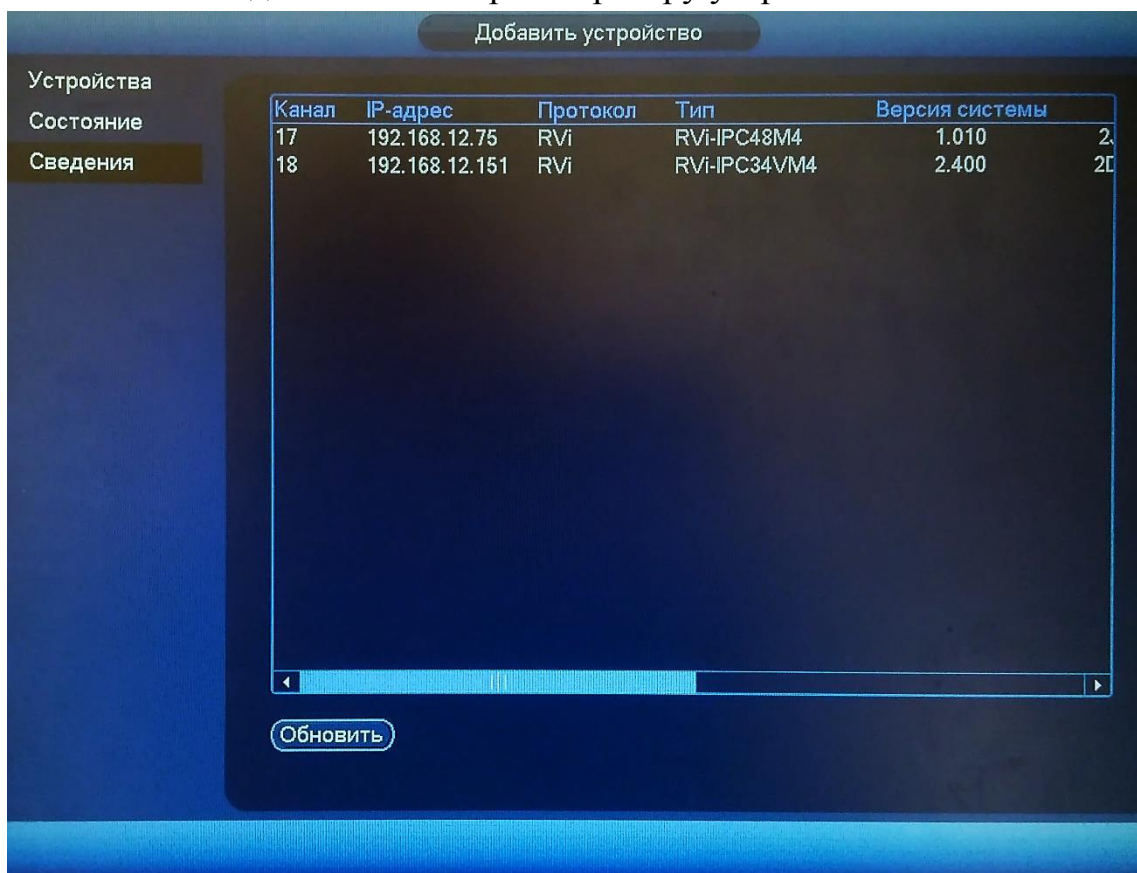 Добавить устройство
Устройства
Состояние
Сведения
Канал IP-адрес Протокол Тип Версия системы
17 192.168.12.75 RVi RVi-IPC48M4 1.010
18 192.168.12.151 RVi RVi-IPC34VM4 2.400
Обновить